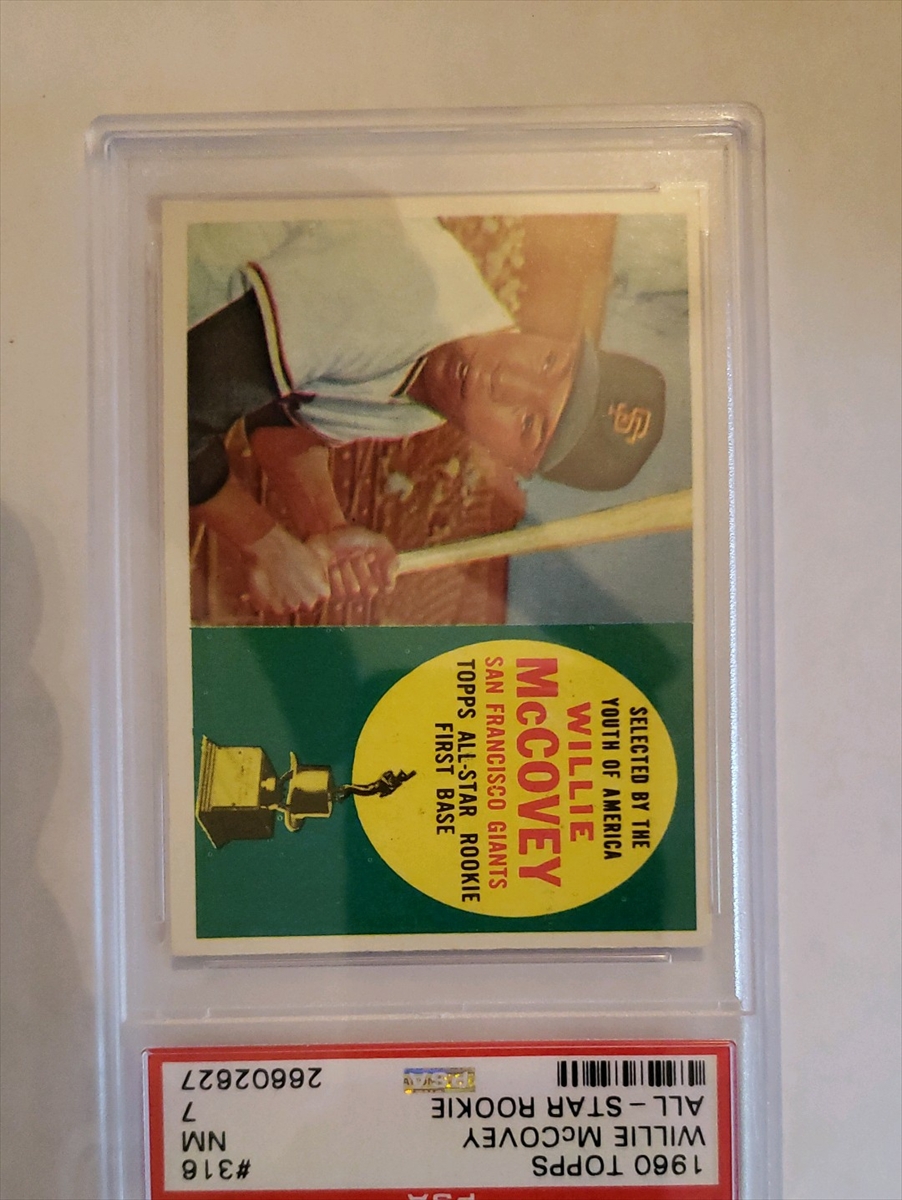 SELECTED BY THE
YOUTH OF AMERICA
WILLIE
McCOVEY
SAN FRANCISCO GIANTS
TOPPS ALL-STAR ROOKIE
FIRST BASE
SF
1960 TOPPS #316
WILLIE McCOVEY NM
ALL - STAR ROOKIE 7
26602627